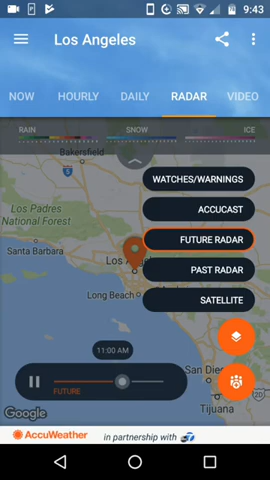 9:43
Los Angeles
NOW HOURLY DAILY RADAR VIDEO
RAIN SNOW ICE
Bakersfield
WATCHES/WARNINGS
Los Padres
National Forest
ACCUCAST
FUTURE RADAR
Santa Barbara
Los A
PAST RADAR
Long Beach
SATELLITE
11:00 AM
San D
FUTURE
Tijuana
Google
AccuWeather in partnership with